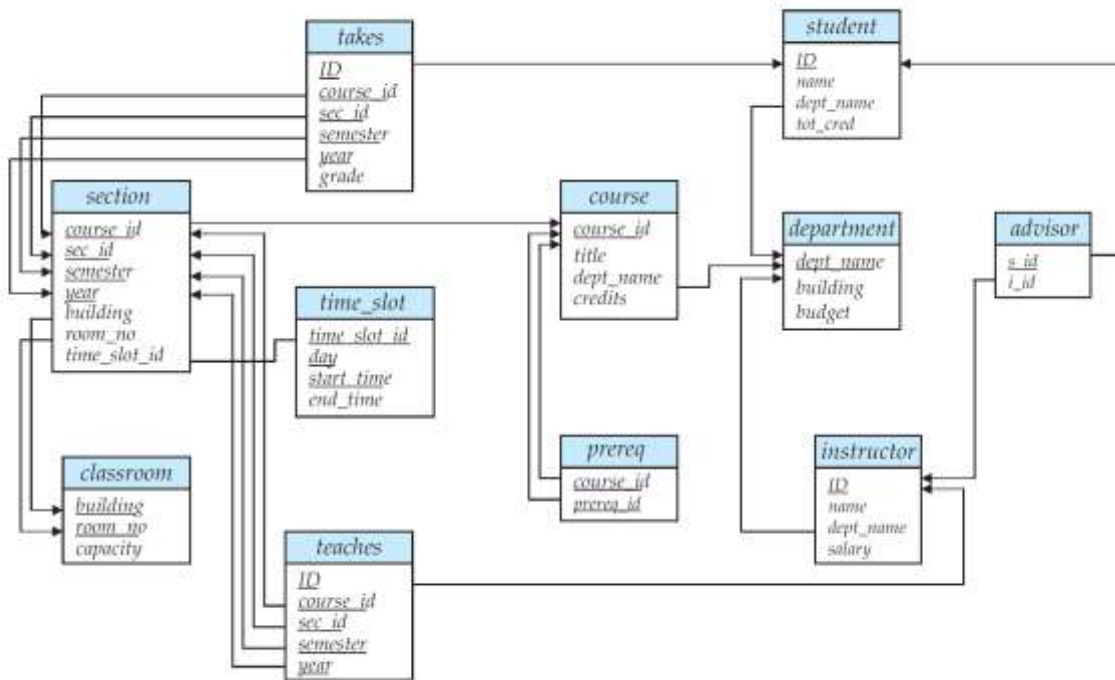 takes
ID
course_id
sec_id
semester
year
grade
student
ID
name
dept_name
tot_cred
section
course_id
sec_id
semester
year
building
room_no
time_slot_id
course
course_id
title
dept_name
credits
department
dept_name
building
budget
advisor
s_id
i_id
time_slot
time_slot_id
day
start_time
end_time
prereq
course_id
prereq_id
instructor
ID
name
dept_name
salary
classroom
building
room_no
capacity
teaches
ID
course_id
sec_id
semester
year